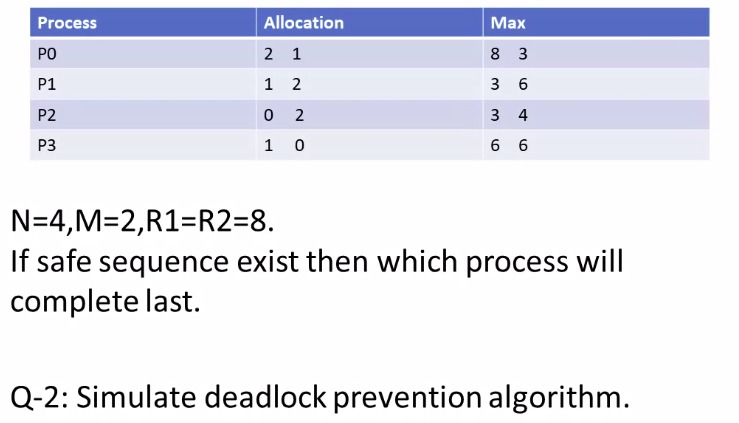 Process Allocation Max
P0 2 1 8 3
P1 1 2 3 6
P2 0 2 3 4
P3 1 0 6 6
N=4,M=2,R1=R2=8.
If safe sequence exist then which process will
complete last.
Q-2: Simulate deadlock prevention algorithm.